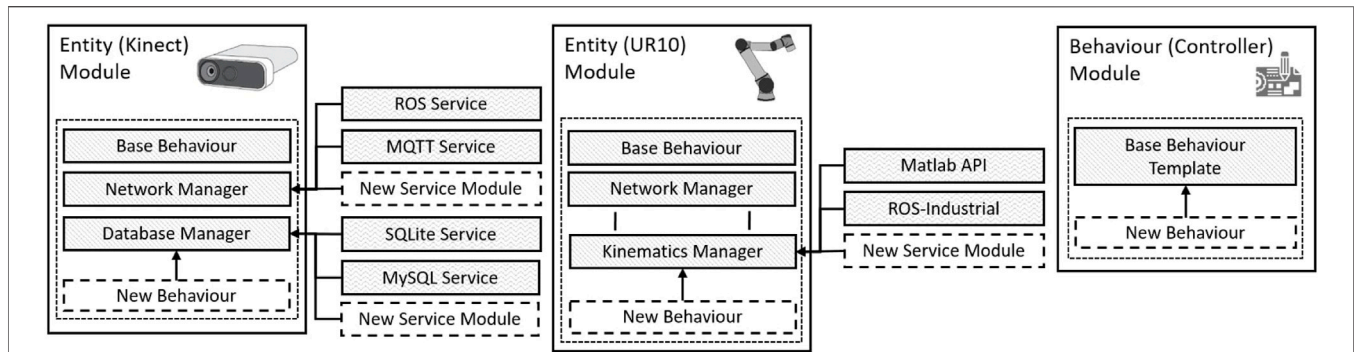 Entity (Kinect)
Module
Base Behaviour
Network Manager
Database Manager
New Behaviour
ROS Service
MQTT Service
New Service Module
SQLite Service
MySQL Service
New Service Module
Entity (UR10)
Module
Base Behaviour
Network Manager
Kinematics Manager
New Behaviour
Matlab API
ROS-Industrial
New Service Module
Behaviour (Controller)
Module
Base Behaviour
Template
New Behaviour